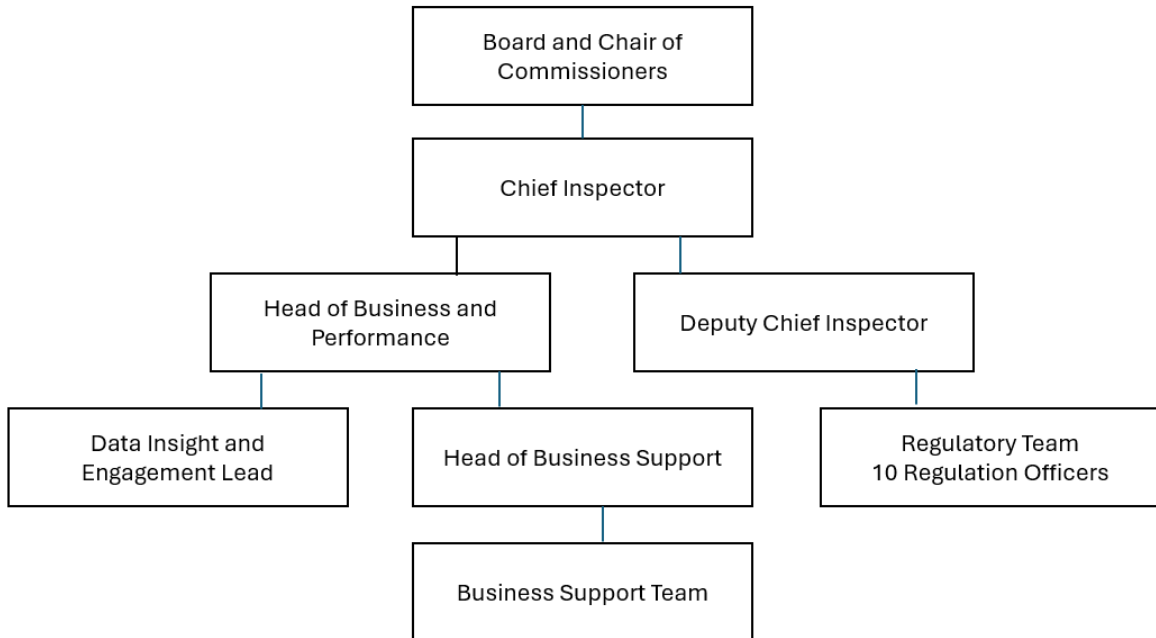 Board and Chair of
Commissioners
Chief Inspector
Head of Business and
Performance
Deputy Chief Inspector
Data Insight and
Engagement Lead
Head of Business Support
Regulatory Team
10 Regulation Officers
Business Support Team